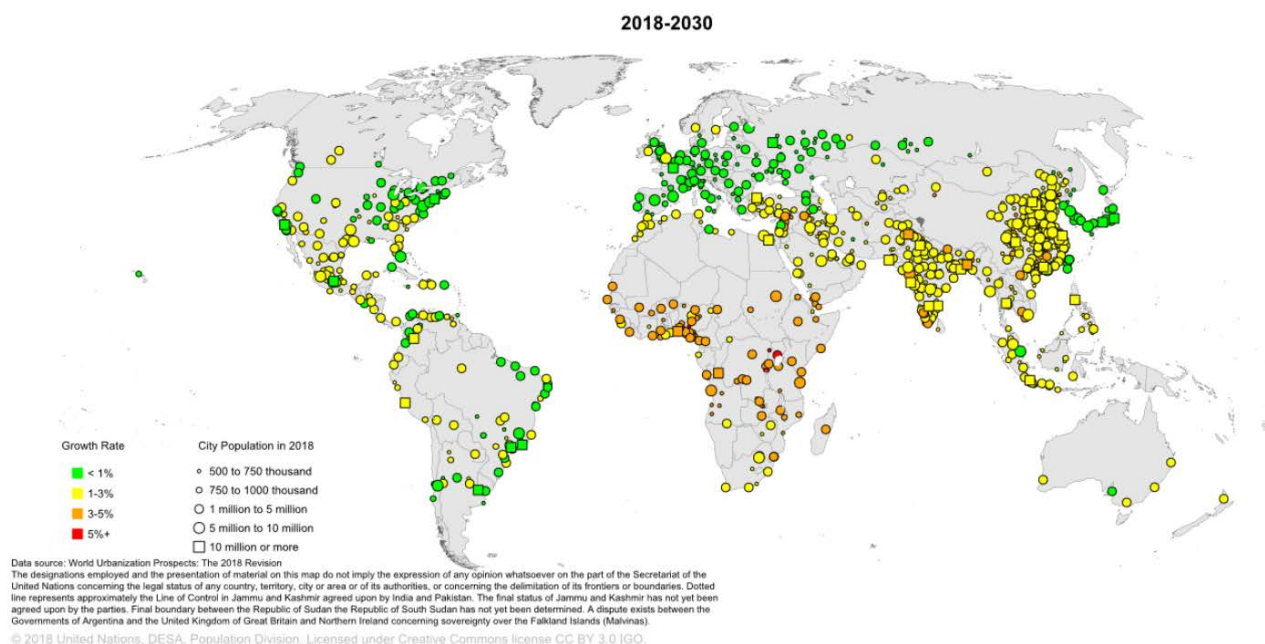 2018-2030
Growth Rate
< 1%
1-3%
3-5%
5%+
City Population in 2018
500 to 750 thousand
750 to 1000 thousand
1 million to 5 million
5 million to 10 million
10 million or more
Data source: World Urbanization Prospects: The 2018 Revision
The designations employed and the presentation of material on this map do not imply the expression of any opinion whatsoever on the part of the Secretariat of the
United Nations concerning the legal status of any country, territory, city or area or of its authorities, or concerning the delimitation of its frontiers or boundaries. Dotted
line represents approximately the Line of Control in Jammu and Kashmir agreed upon by India and Pakistan. The final status of Jammu and Kashmir has not yet been
agreed upon by the parties. Final boundary between the Republic of Sudan the Republic of South Sudan has not yet been determined. A dispute exists between the
Governments of Argentina and the United Kingdom of Great Britain and Northern Ireland concerning sovereignty over the Falkland Islands (Malvinas).
© 2018 United Nations, DESA, Population Division. Licensed under Creative Commons license CC BY 3.0 IGO.